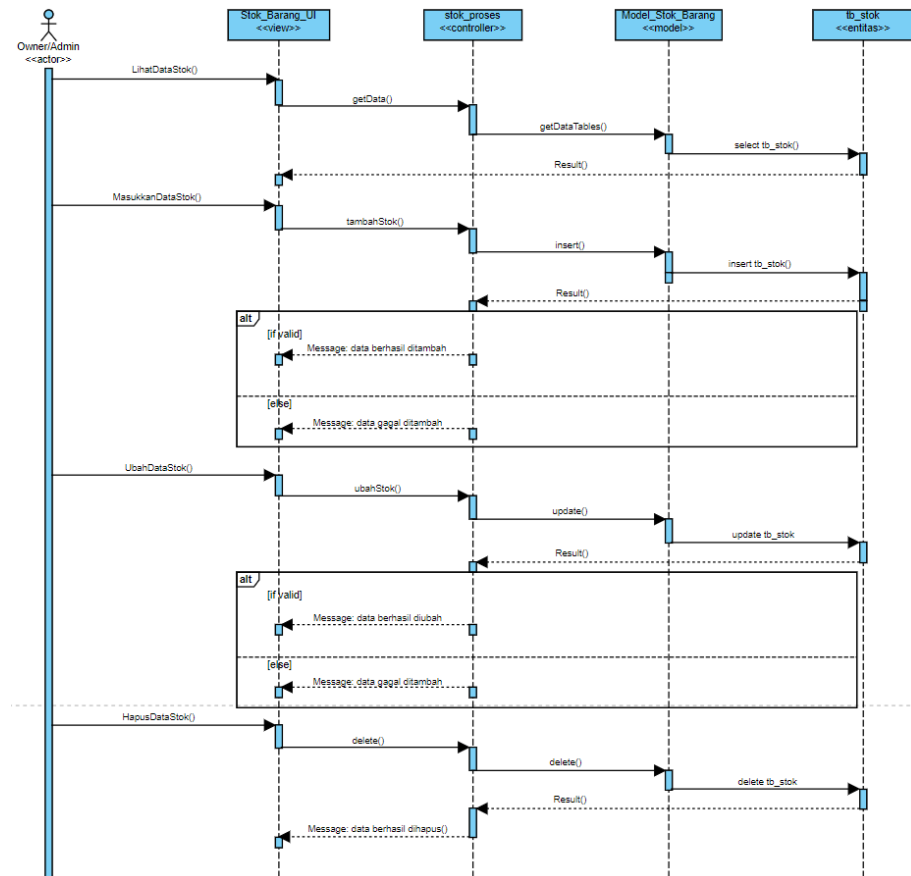 Stok_Barang_UI
<<view>>
stok_proses
<<controller>>
Model_Stok_Barang
<<model>>
tb_stok
<<entitas>>
Owner/Admin
<<actor>>
LihatDataStok()
getData()
getDataTables()
select tb_stok()
Result()
MasukkanDataStok()
tambahStok()
insert()
insert tb_stok()
Result()
alt
[if valid]
Message: data berhasil ditambah
[else]
Message: data gagal ditambah
UbahDataStok()
ubahStok()
update()
update tb_stok
Result()
alt
[if valid]
Message: data berhasil diubah
[else]
Message: data gagal ditambah
HapusDataStok()
delete()
delete()
delete tb_stok
Result()
Message: data berhasil dihapus()